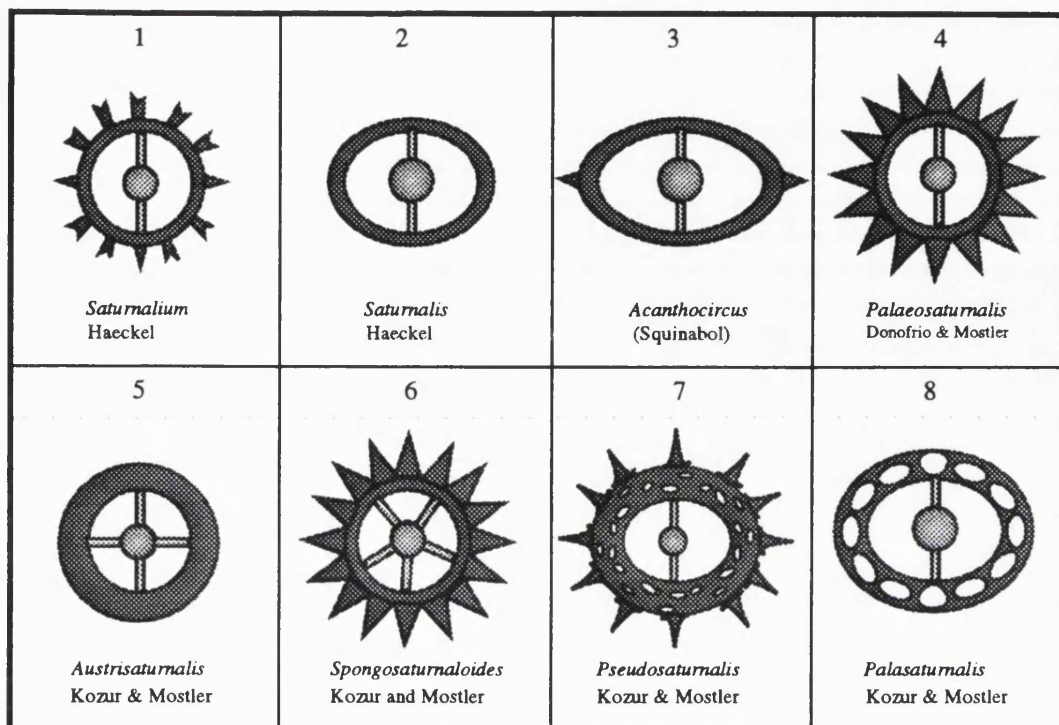 1
Saturnalium
Haeckel
2
Saturnalis
Haeckel
3
Acanthocircus
(Squinabol)
4
Palaeosaturnalis
Donofrio & Mostler
5
Austrisaturnalis
Kozur & Mostler
6
Spongosaturnaloides
Kozur and Mostler
7
Pseudosaturnalis
Kozur & Mostler
8
Palasaturnalis
Kozur & Mostler